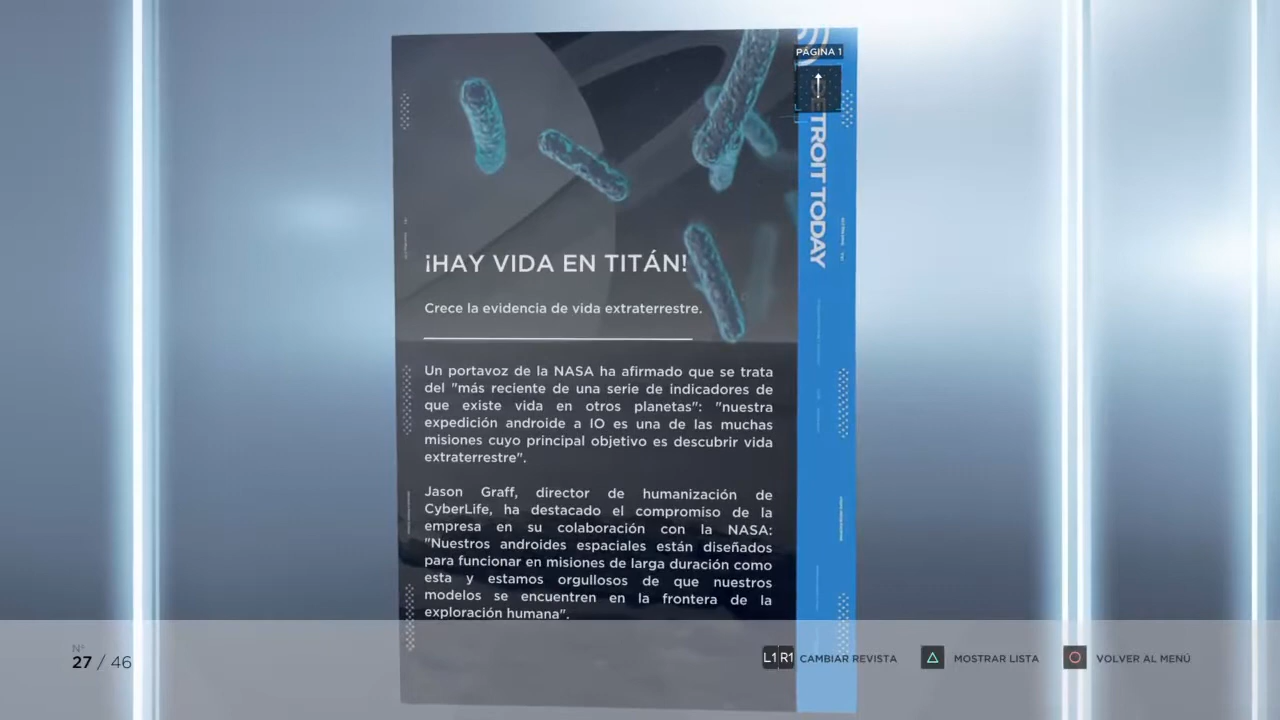 PÁGINA 1
TROIT TODAY
¡HAY VIDA EN TITÁN!
Crece la evidencia de vida extraterrestre.
Un portavoz de la NASA ha afirmado que se trata
del "más reciente de una serie de indicadores de
que existe vida en otros planetas": "nuestra
expedición androide a IO es una de las muchas
misiones cuyo principal objetivo es descubrir vida
extraterrestre".
Jason Graff, director de humanización de
CyberLife, ha destacado el compromiso de la
empresa en su colaboración con la NASA:
"Nuestros androides espaciales están diseñados
para funcionar en misiones de larga duración como
esta y estamos orgullosos de que nuestros
modelos se encuentren en la frontera de la
exploración humana".
Nº
27 / 46
L1 R1 CAMBIAR REVISTA
MOSTRAR LISTA
VOLVER AL MENÚ